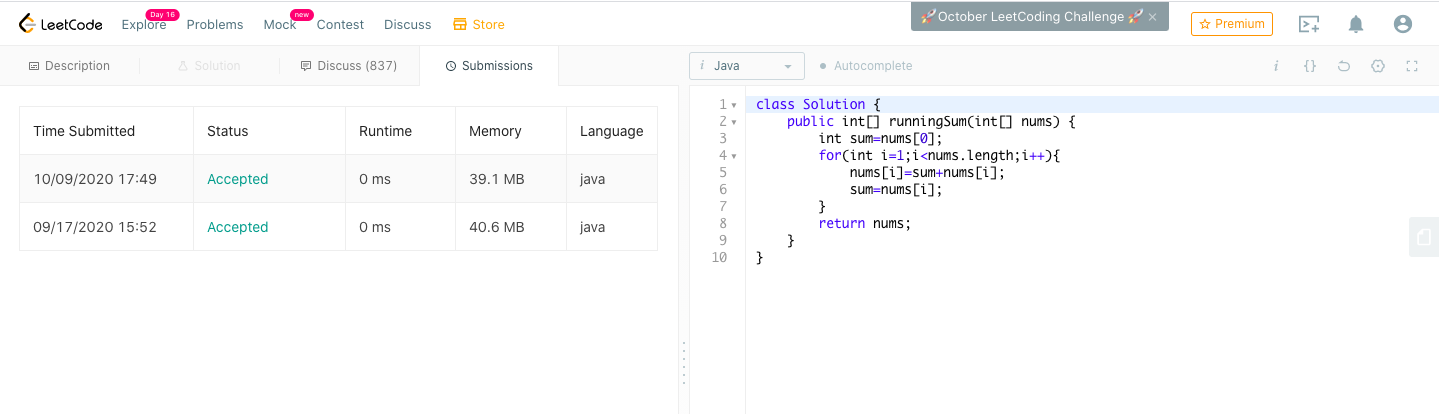 🚀October LeetCoding Challenge🚀 ×
LeetCode Explore Day 16 Problems Mock new Contest Discuss Store Premium
Description Solution Discuss (837) Submissions
i Java Autocomplete i {}
Time Submitted Status Runtime Memory Language
10/09/2020 17:49 Accepted 0 ms 39.1 MB java
09/17/2020 15:52 Accepted 0 ms 40.6 MB java
1 class Solution {
2 public int[] runningSum(int[] nums) {
3 int sum=nums[0];
4 for(int i=1;i<nums.length;i++){
5 nums[i]=sum+nums[i];
6 sum=nums[i];
7 }
8 return nums;
9 }
10 }